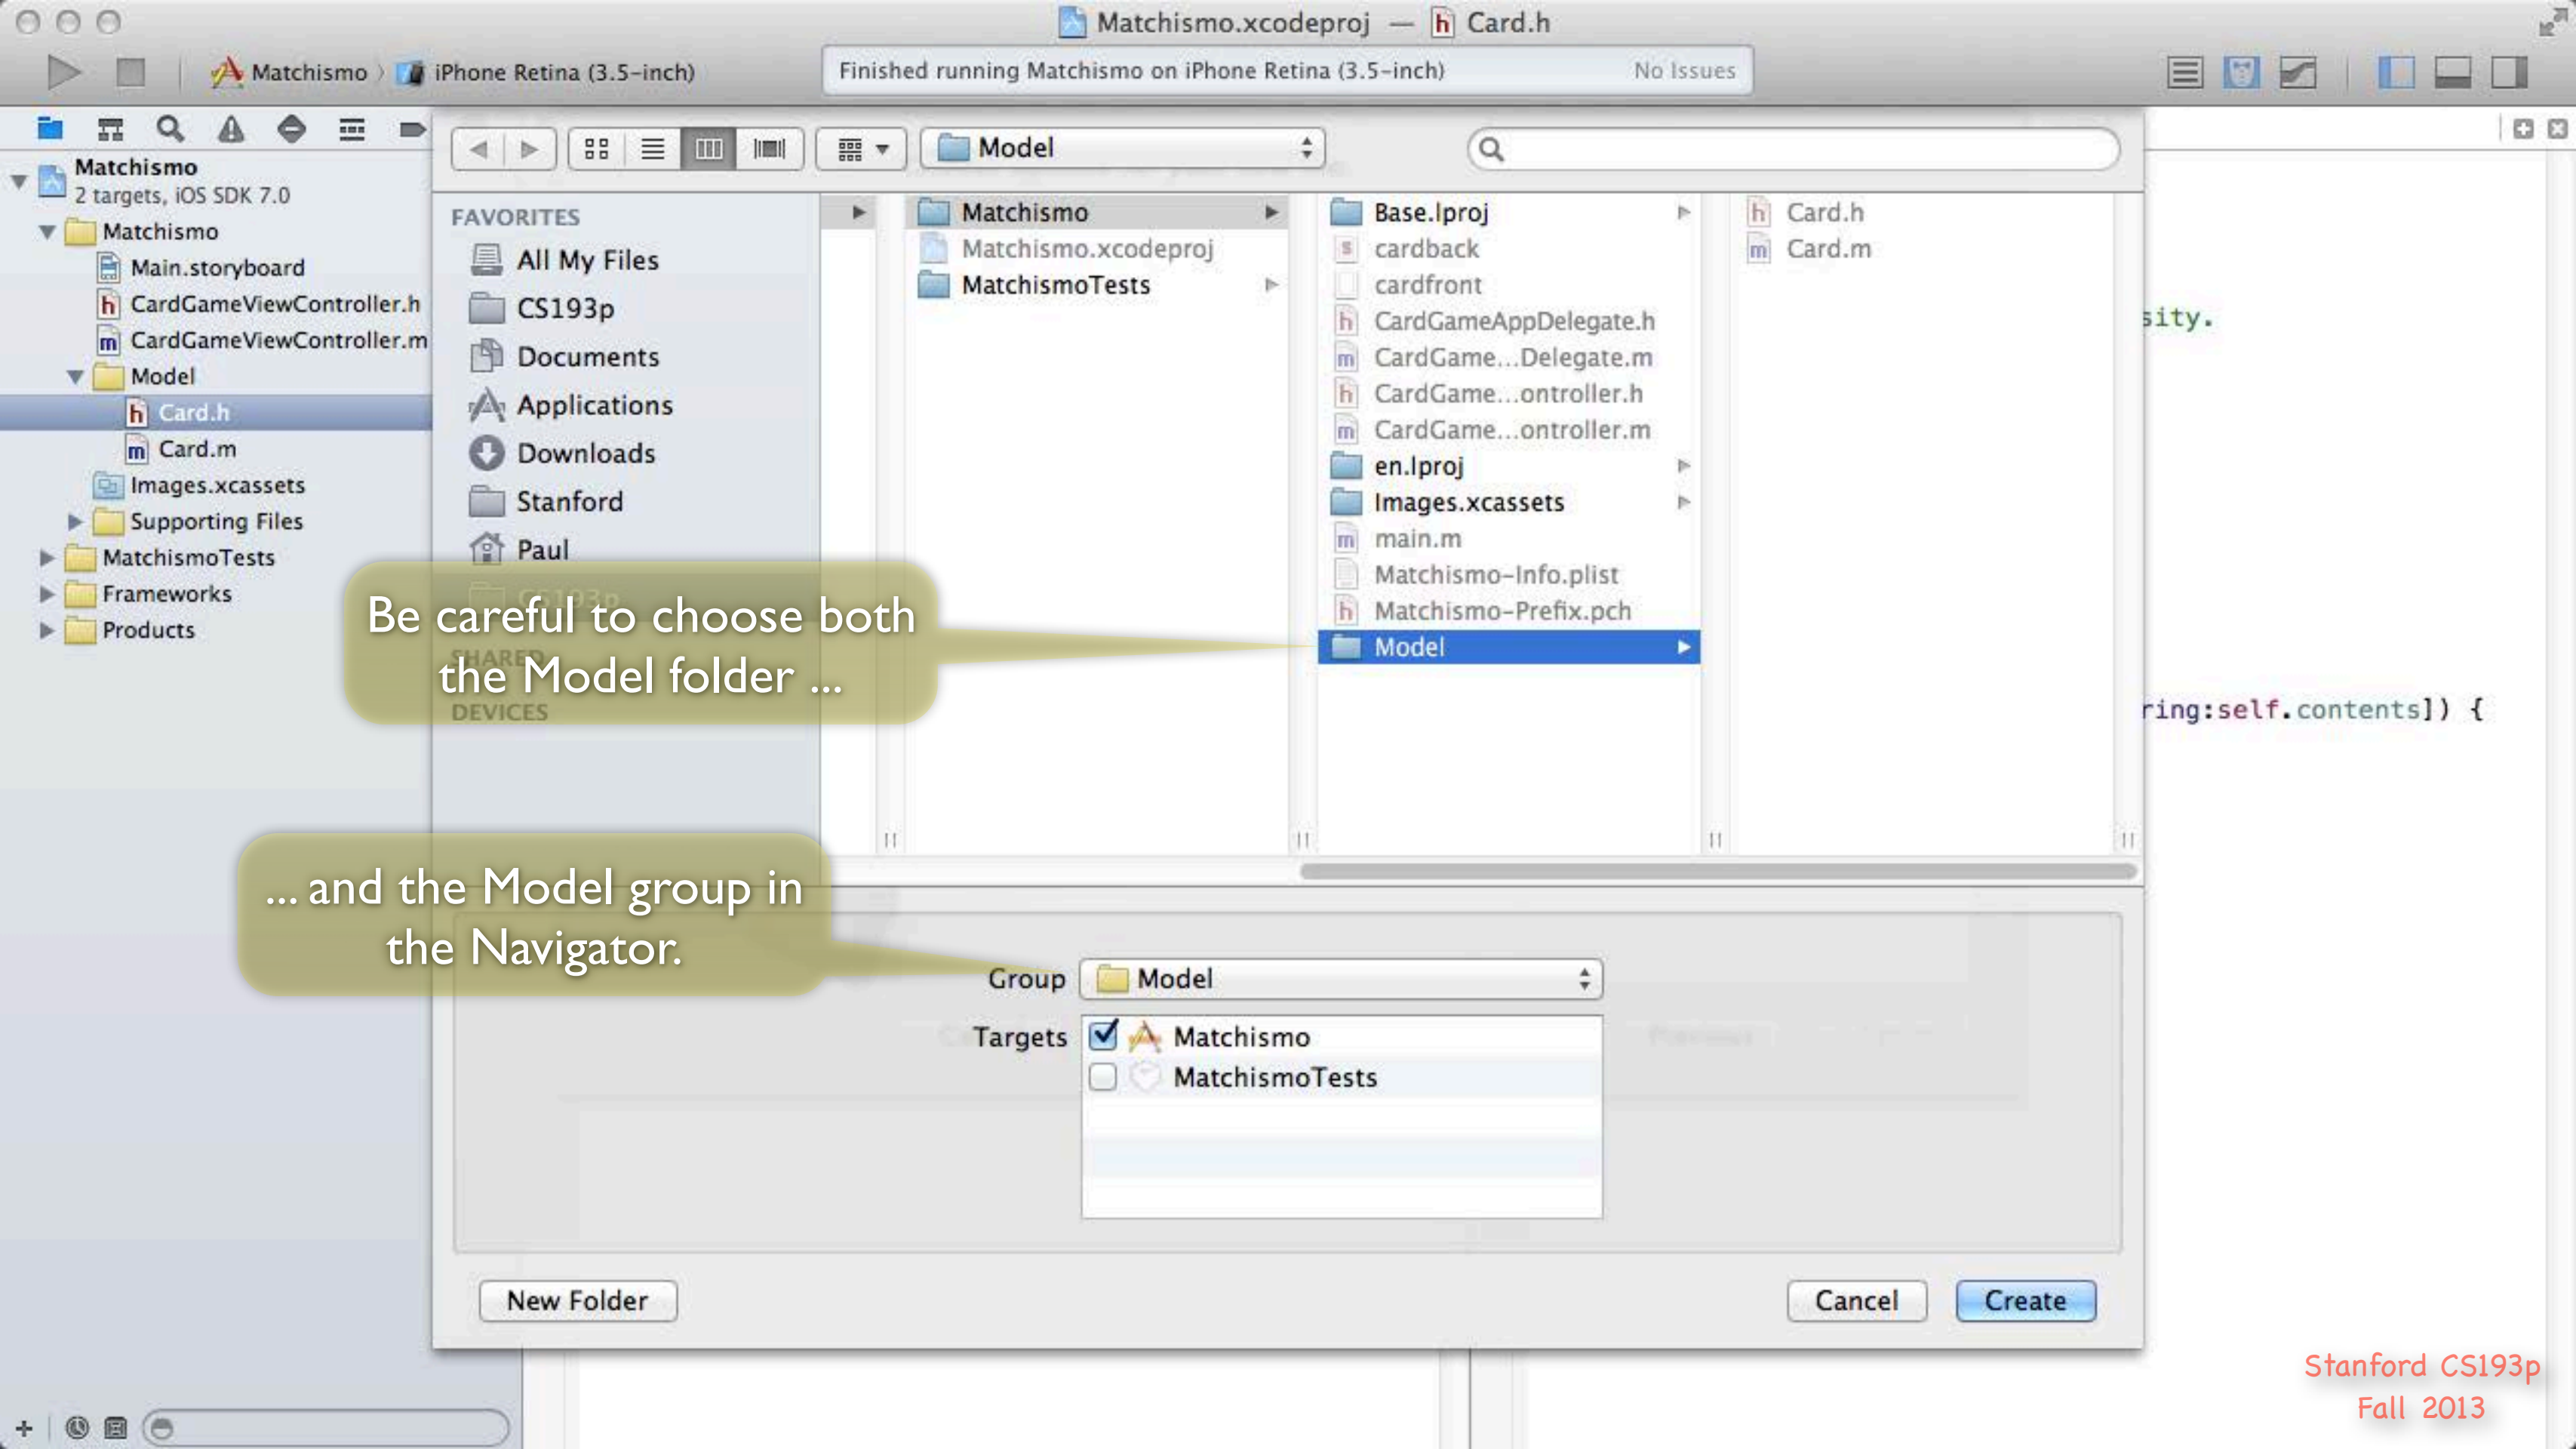 Matchismo.xcodeproj — h Card.h
Matchismo
iPhone Retina (3.5-inch)
Finished running Matchismo on iPhone Retina (3.5-inch)
No Issues
Matchismo
2 targets, iOS SDK 7.0
Matchismo
Main.storyboard
h CardGameViewController.h
m CardGameViewController.m
Model
h Card.h
m Card.m
Images.xcassets
Supporting Files
MatchismoTests
Frameworks
Products
Model
FAVORITES
All My Files
CS193p
Documents
Applications
Downloads
Stanford
Paul
CS193p
SHARED
DEVICES
Matchismo
Matchismo.xcodeproj
MatchismoTests
Base.lproj
s cardback
cardfront
h CardGameAppDelegate.h
m CardGame...Delegate.m
h CardGame...ontroller.h
m CardGame...ontroller.m
en.lproj
Images.xcassets
m main.m
Matchismo-Info.plist
h Matchismo-Prefix.pch
Model
h Card.h
m Card.m
sity.
ring:self.contents]) {
Be careful to choose both
the Model folder ...
... and the Model group in
the Navigator.
Group
Model
Targets
Matchismo
MatchismoTests
New Folder
Cancel
Create
Stanford CS193p
Fall 2013